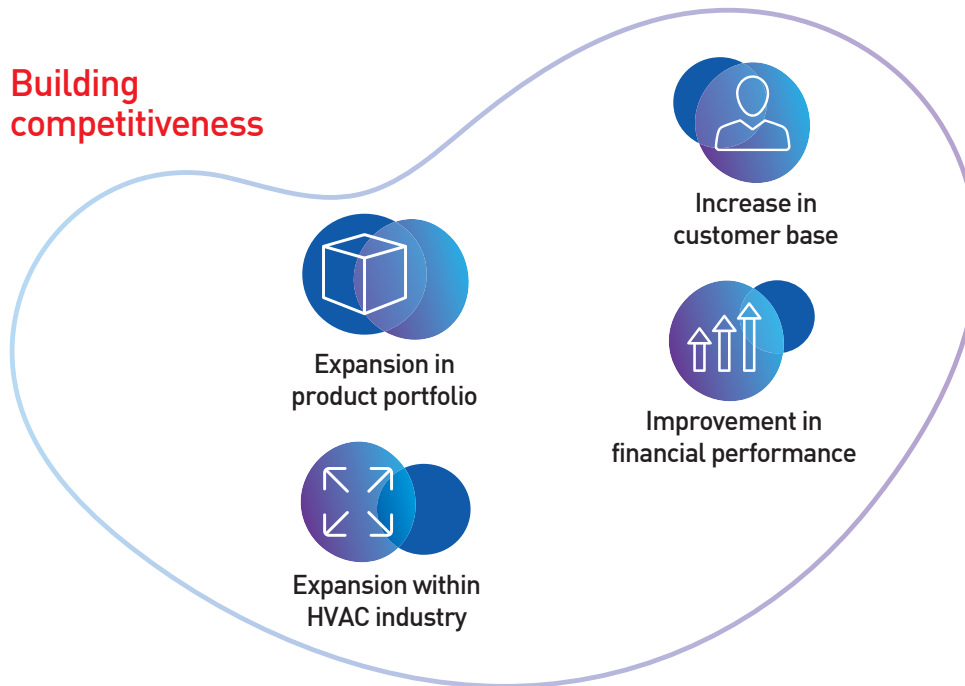 Building
competitiveness
Increase in
customer base
Expansion in
product portfolio
Improvement in
financial performance
Expansion within
HVAC industry